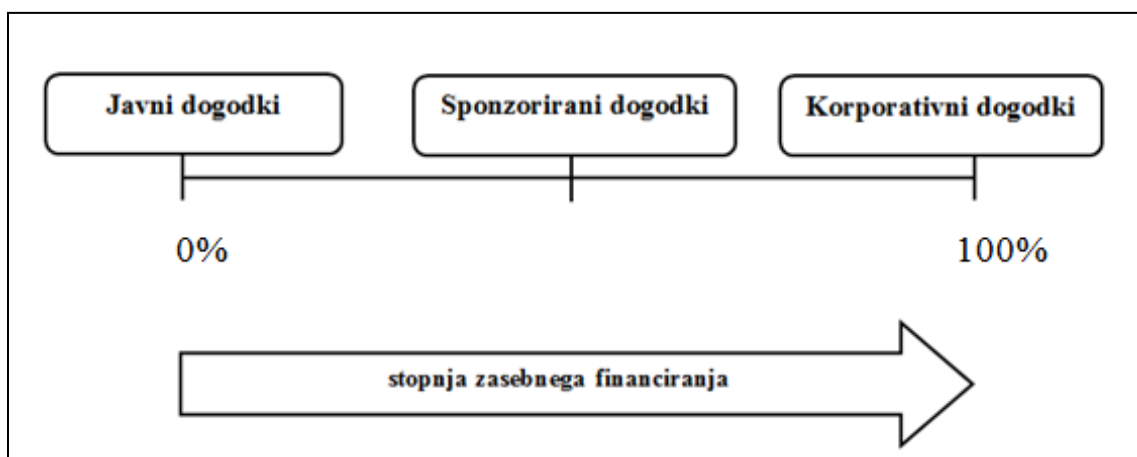 Javni dogodki
Sponzorirani dogodki
Korporativni dogodki
0%
100%
stopnja zasebnega financiranja